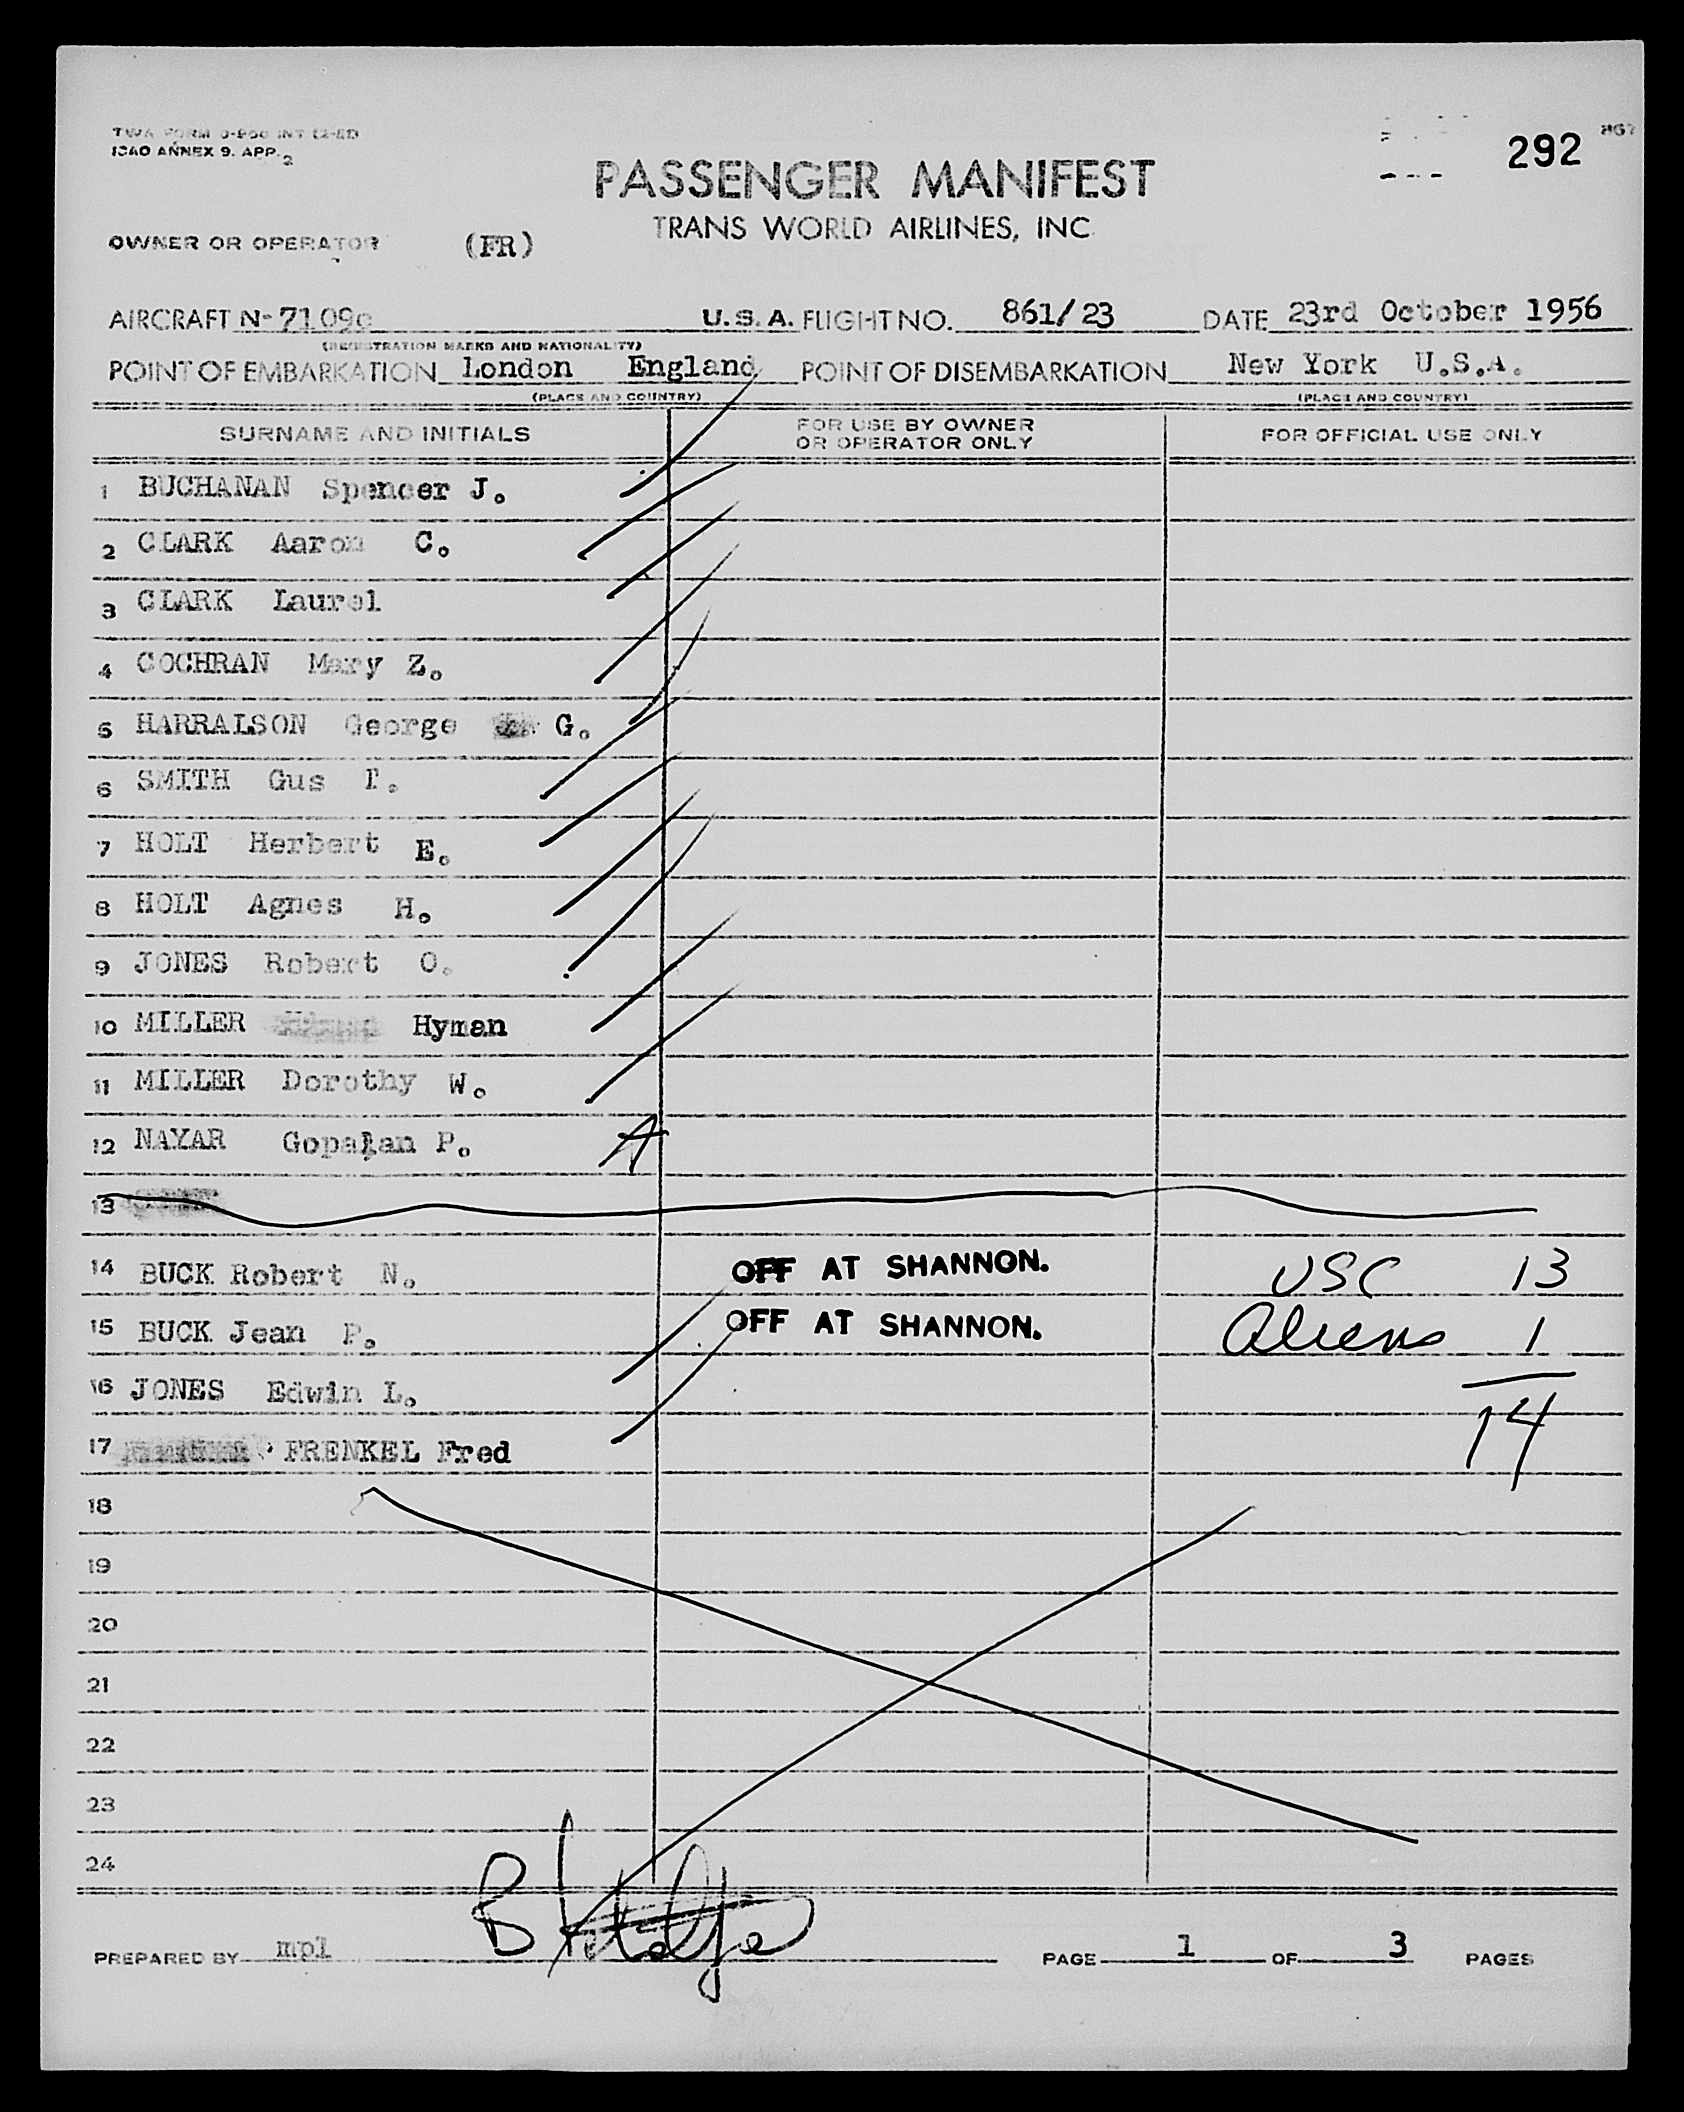 292
ICAO ANNEX 9. APP. 2
PASSENGER MANIFEST
TRANS WORLD AIRLINES, INC.
OWNER OR OPERATOR (FR)
AIRCRAFT N- 7109c U.S.A. FLIGHT NO. 861/23 DATE 23rd October 1956
(REGISTRATION MARKS AND NATIONALITY)
POINT OF EMBARKATION London England POINT OF DISEMBARKATION New York U.S.A.
(PLACE AND COUNTRY) (PLACE AND COUNTRY)
SURNAME AND INITIALS FOR USE BY OWNER OR OPERATOR ONLY FOR OFFICIAL USE ONLY
1 BUCHANAN Spencer J.
2 CLARK Aaron C.
3 CLARK Laurel
4 COCHRAN Mary Z.
5 HARRALSON George G.
6 SMITH Gus T.
7 HOLT Herbert E.
8 HOLT Agnes H.
9 JONES Robert O.
10 MILLER Hyman
11 MILLER Dorothy W.
12 NAYAR Gopalan P. A
13
14 BUCK Robert N. OFF AT SHANNON. USC 13
15 BUCK Jean P. OFF AT SHANNON. Aliens 1
16 JONES Edwin L. 14
17 FRENKEL Fred
18
19
20
21
22
23
24
PREPARED BY mpl PAGE 1 OF 3 PAGES